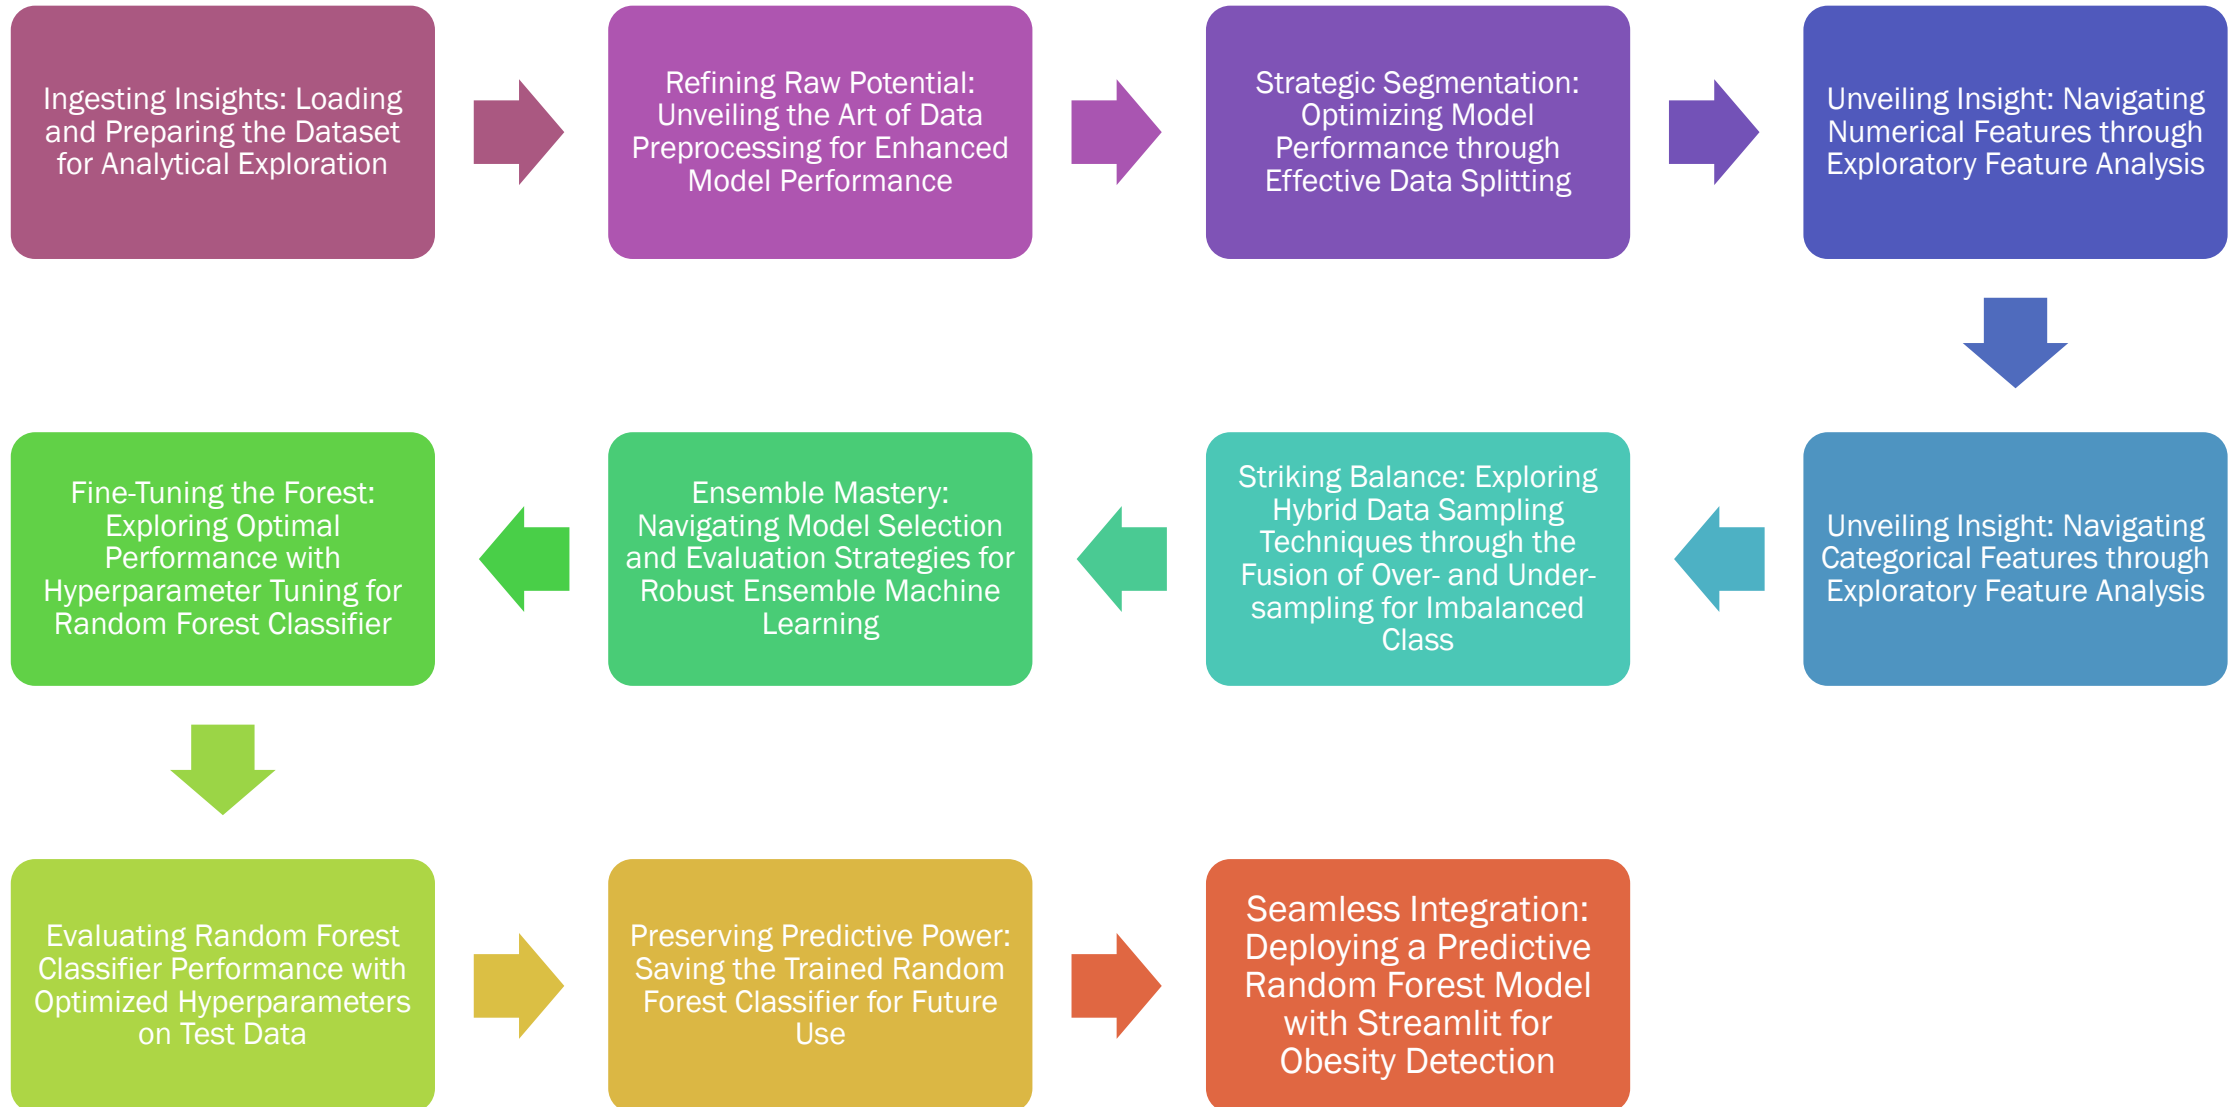 Ingesting Insights: Loading
and Preparing the Dataset
for Analytical Exploration
Refining Raw Potential:
Unveiling the Art of Data
Preprocessing for Enhanced
Model Performance
Strategic Segmentation:
Optimizing Model
Performance through
Effective Data Splitting
Unveiling Insight: Navigating
Numerical Features through
Exploratory Feature Analysis
Unveiling Insight: Navigating
Categorical Features through
Exploratory Feature Analysis
Striking Balance: Exploring
Hybrid Data Sampling
Techniques through the
Fusion of Over- and Under-
sampling for Imbalanced
Class
Ensemble Mastery:
Navigating Model Selection
and Evaluation Strategies for
Robust Ensemble Machine
Learning
Fine-Tuning the Forest:
Exploring Optimal
Performance with
Hyperparameter Tuning for
Random Forest Classifier
Evaluating Random Forest
Classifier Performance with
Optimized Hyperparameters
on Test Data
Preserving Predictive Power:
Saving the Trained Random
Forest Classifier for Future
Use
Seamless Integration:
Deploying a Predictive
Random Forest Model
with Streamlit for
Obesity Detection